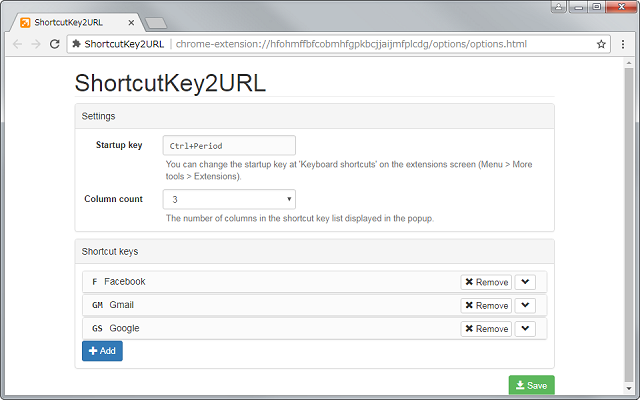 ShortcutKey2URL
ShortcutKey2URL | chrome-extension://hfohmffbfcobmhfgpkbcjjaijmfplcdg/options/options.html
ShortcutKey2URL
Settings
Startup key Ctrl+Period
You can change the startup key at 'Keyboard shortcuts' on the extensions screen (Menu > More
tools > Extensions).
Column count 3
The number of columns in the shortcut key list displayed in the popup.
Shortcut keys
F Facebook Remove
GM Gmail Remove
GS Google Remove
Add
Save